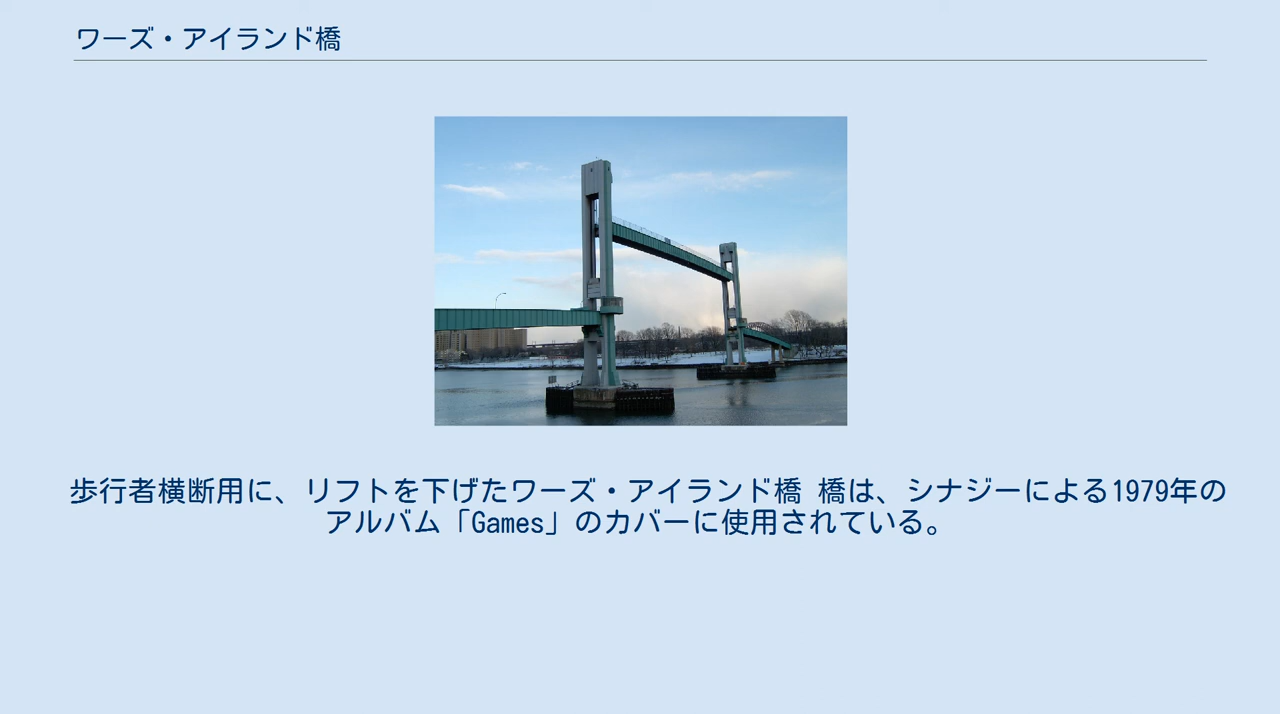 ワーズ・アイランド橋
歩行者横断用に、リフトを下げたワーズ・アイランド橋 橋は、シナジーによる1979年の
アルバム「Games」のカバーに使用されている。